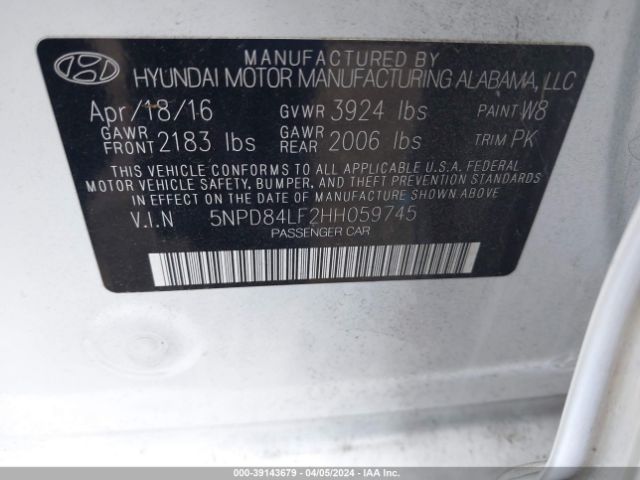 MANUFACTURED BY
HYUNDAI MOTOR MANUFACTURING ALABAMA, LLC
Apr/18/16 GVWR 3924 lbs PAINT W8
GAWR FRONT 2183 lbs GAWR REAR 2006 lbs TRIM PK
THIS VEHICLE CONFORMS TO ALL APPLICABLE U.S.A. FEDERAL
MOTOR VEHICLE SAFETY, BUMPER, AND THEFT PREVENTION STANDARDS
IN EFFECT ON THE DATE OF MANUFACTURE SHOWN ABOVE.
V.I.N 5NPD84LF2HH059745
PASSENGER CAR
000-39143679 - 04/05/2024 - IAAI.COM